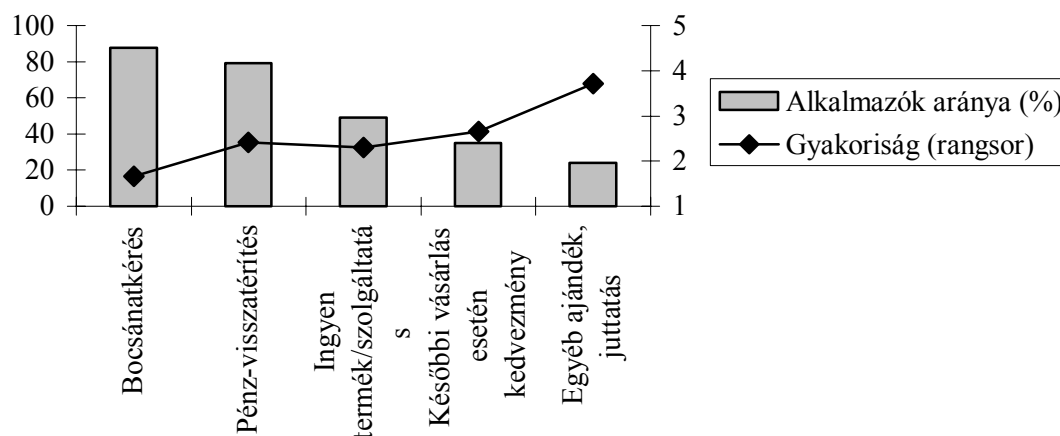 100
80
60
40
20
0
5
4
3
2
1
Alkalmazók aránya (%)
Gyakoriság (rangsor)
Bocsánatkérés
Pénz-visszatérítés
Ingyen
termék/szolgáltatá
s
Későbbi vásárlás
esetén
kedvezmény
Egyéb ajándék,
juttatás